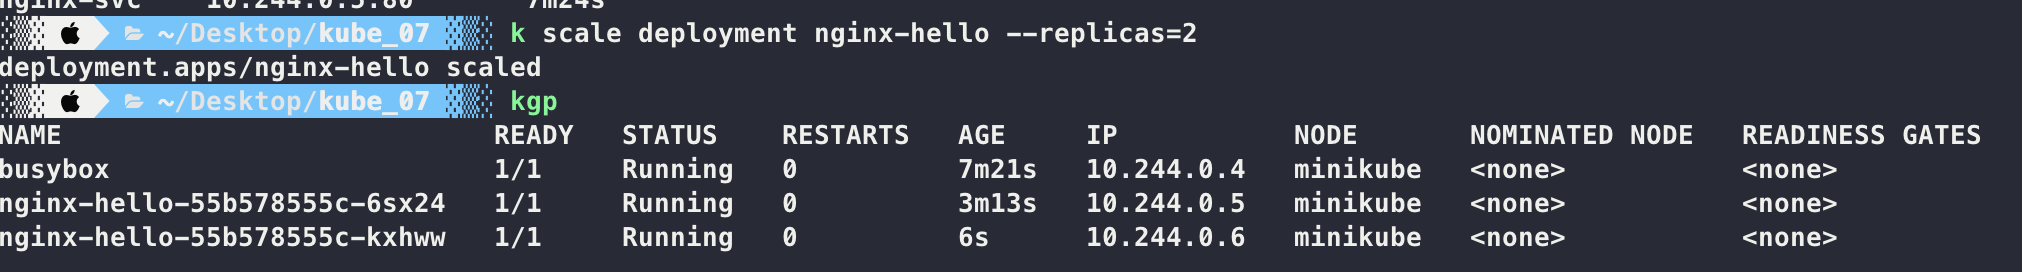 nginx-svc 10.244.0.5:80 7m24s
~/Desktop/kube_07 k scale deployment nginx-hello --replicas=2
deployment.apps/nginx-hello scaled
~/Desktop/kube_07 kgp
NAME READY STATUS RESTARTS AGE IP NODE NOMINATED NODE READINESS GATES
busybox 1/1 Running 0 7m21s 10.244.0.4 minikube <none> <none>
nginx-hello-55b578555c-6sx24 1/1 Running 0 3m13s 10.244.0.5 minikube <none> <none>
nginx-hello-55b578555c-kxhww 1/1 Running 0 6s 10.244.0.6 minikube <none> <none>